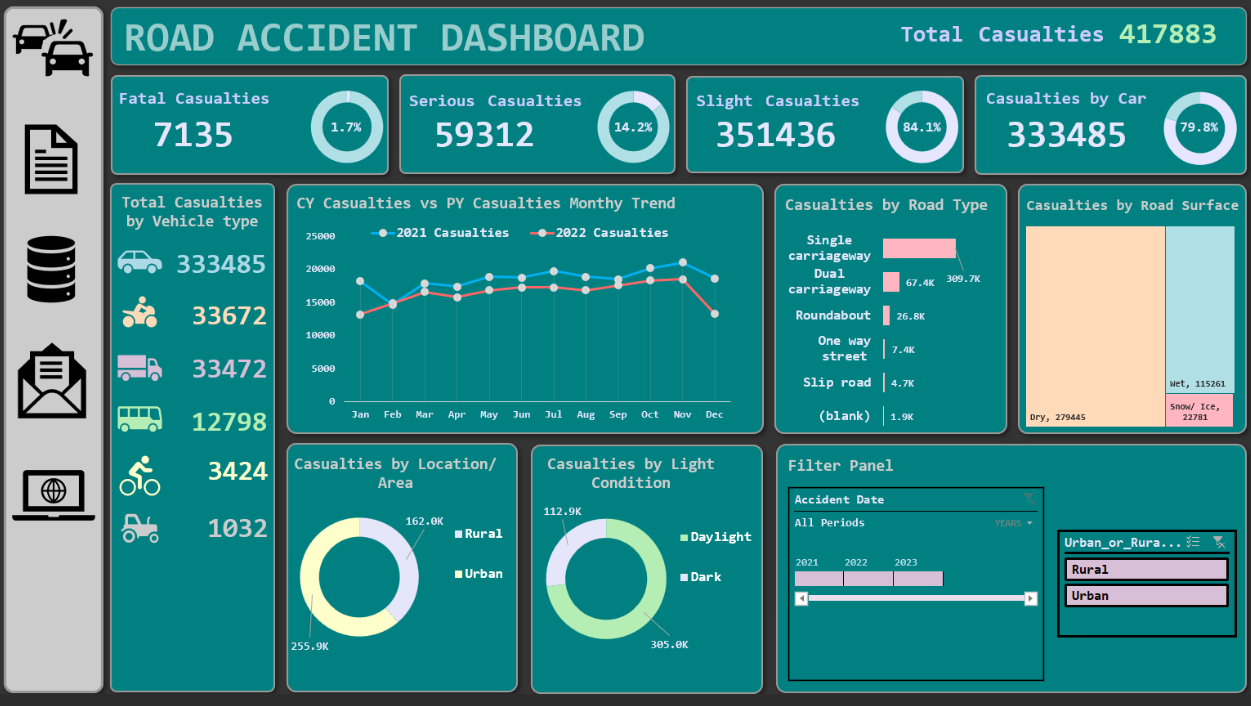 ROAD ACCIDENT DASHBOARD
Total Casualties 417883
Fatal Casualties
7135
1.7%
Serious Casualties
59312
14.2%
Slight Casualties
351436
84.1%
Casualties by Car
333485
79.8%
Total Casualties
by Vehicle type
333485
33672
33472
12798
3424
1032
CY Casualties vs PY Casualties Monthy Trend
2021 Casualties
2022 Casualties
25000
20000
15000
10000
5000
0
Jan Feb Mar Apr May Jun Jul Aug Sep Oct Nov Dec
Casualties by Road Type
Single
carriageway
309.7K
Dual
carriageway
67.4K
Roundabout
26.8K
One way
street
7.4K
Slip road
4.7K
(blank)
1.9K
Casualties by Road Surface
Dry, 279445
Wet, 115261
Snow/ Ice,
22781
Casualties by Location/
Area
162.0K
Rural
Urban
255.9K
Casualties by Light
Condition
112.9K
Daylight
Dark
305.0K
Filter Panel
Accident Date
All Periods
YEARS
2021 2022 2023
Urban_or_Rura...
Rural
Urban